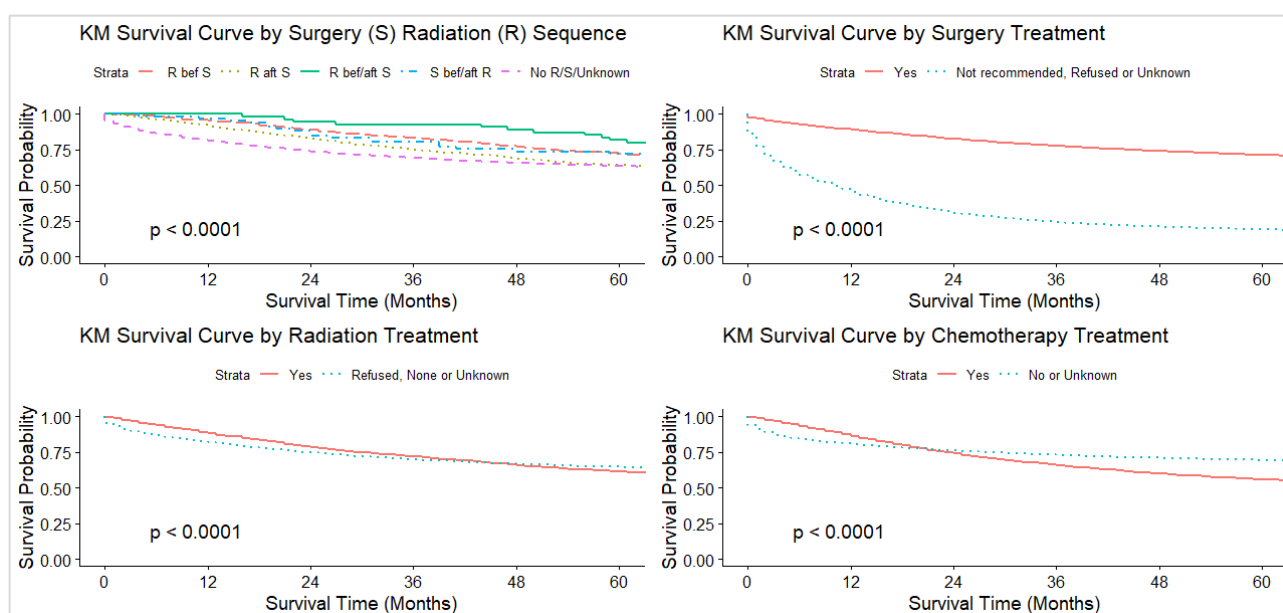 KM Survival Curve by Surgery (S) Radiation (R) Sequence
Strata R bef S R aft S R bef/aft S S bef/aft R No R/S/Unknown
Survival Probability
1.00
0.75
0.50
0.25
0.00
p < 0.0001
0 12 24 36 48 60
Survival Time (Months)
KM Survival Curve by Surgery Treatment
Strata Yes Not recommended, Refused or Unknown
Survival Probability
1.00
0.75
0.50
0.25
0.00
p < 0.0001
0 12 24 36 48 60
Survival Time (Months)
KM Survival Curve by Radiation Treatment
Strata Yes Refused, None or Unknown
Survival Probability
1.00
0.75
0.50
0.25
0.00
p < 0.0001
0 12 24 36 48 60
Survival Time (Months)
KM Survival Curve by Chemotherapy Treatment
Strata Yes No or Unknown
Survival Probability
1.00
0.75
0.50
0.25
0.00
p < 0.0001
0 12 24 36 48 60
Survival Time (Months)